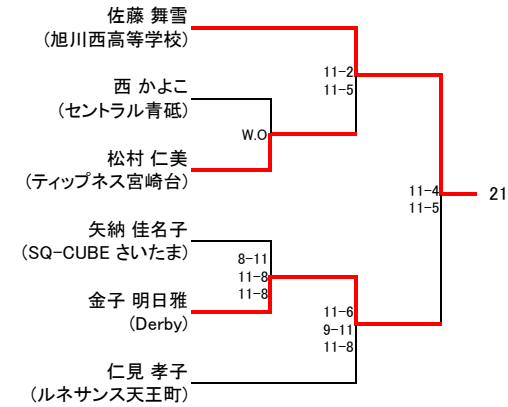 佐藤 舞雪
(旭川西高等学校)
11-2
11-5
西 かよこ
(セントラル青砥)
W.O
松村 仁美
(ティップネス宮崎台)
11-4
11-5
21
矢納 佳名子
(SQ-CUBE さいたま)
8-11
11-8
11-8
金子 明日雅
(Derby)
11-6
9-11
11-8
仁見 孝子
(ルネサンス天王町)